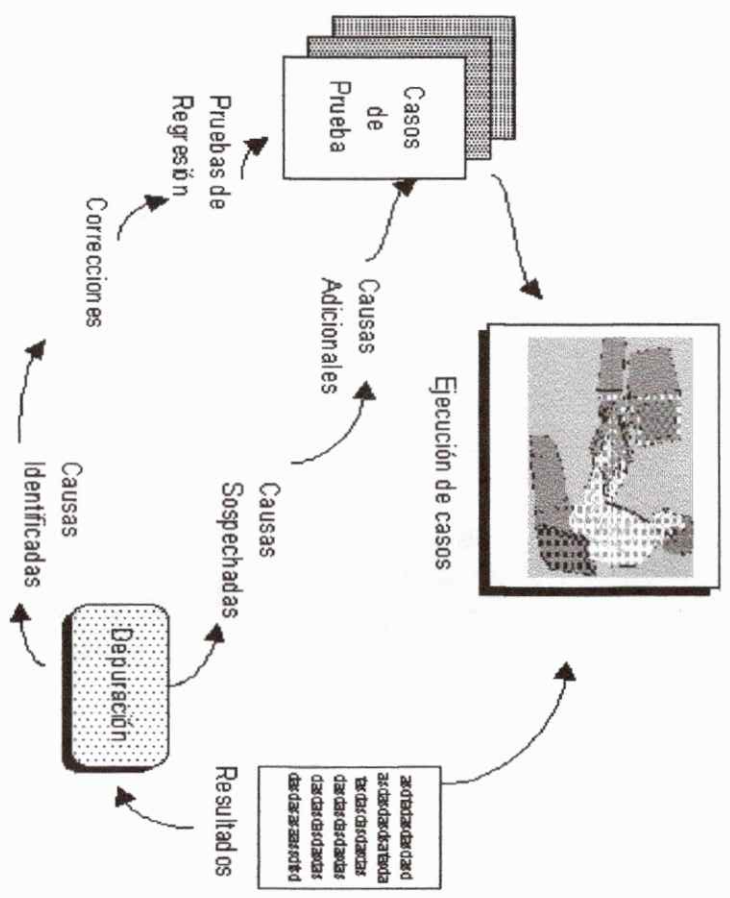 Casos
de
Prueba
Ejecución de casos
Causas
Adicionales
Causas
Sospechadas
Resultados
Pruebas de
Regresión
Correcciones
Depuración
Causas
Identificadas